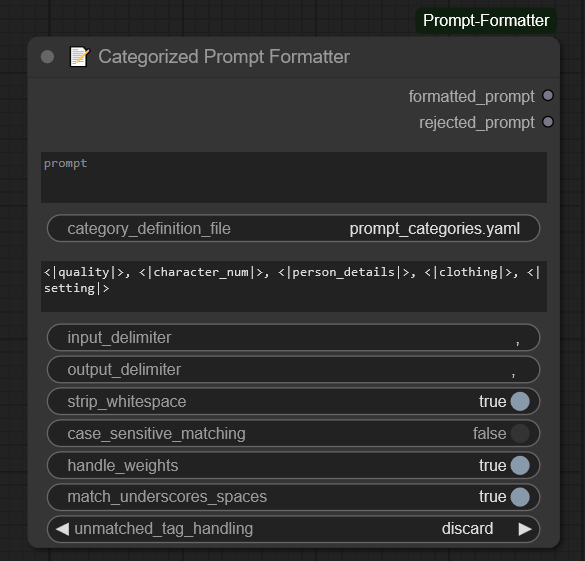 Prompt-Formatter
Categorized Prompt Formatter
formatted_prompt
rejected_prompt
prompt
category_definition_file prompt_categories.yaml
<|quality|>, <|character_num|>, <|person_details|>, <|clothing|>, <|
setting|>
input_delimiter ,
output_delimiter ,
strip_whitespace true
case_sensitive_matching false
handle_weights true
match_underscores_spaces true
unmatched_tag_handling discard